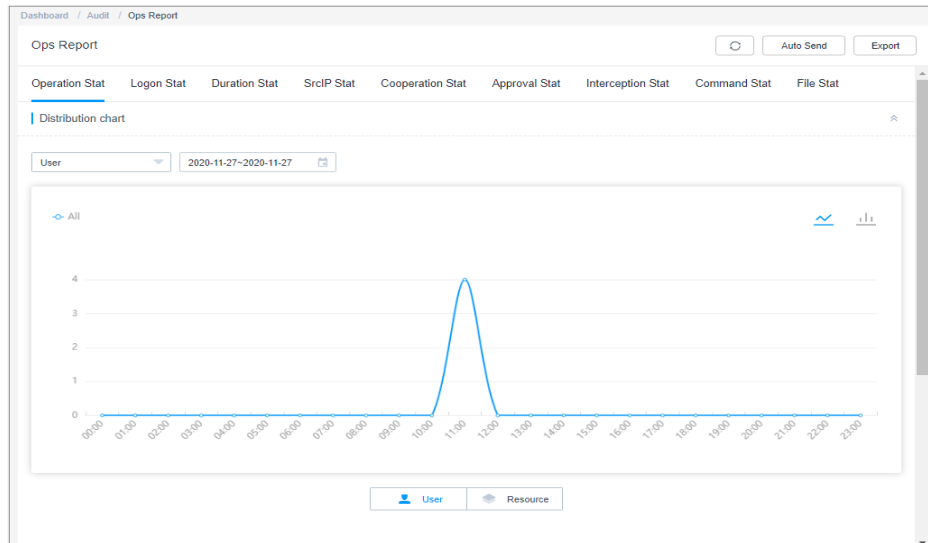 Dashboard / Audit / Ops Report
Ops Report
Auto Send
Export
Operation Stat Logon Stat Duration Stat SrcIP Stat Cooperation Stat Approval Stat Interception Stat Command Stat File Stat
Distribution chart
User
2020-11-27~2020-11-27
All
4
3
2
1
0
00:00 01:00 02:00 03:00 04:00 05:00 06:00 07:00 08:00 09:00 10:00 11:00 12:00 13:00 14:00 15:00 16:00 17:00 18:00 19:00 20:00 21:00 22:00 23:00
User Resource